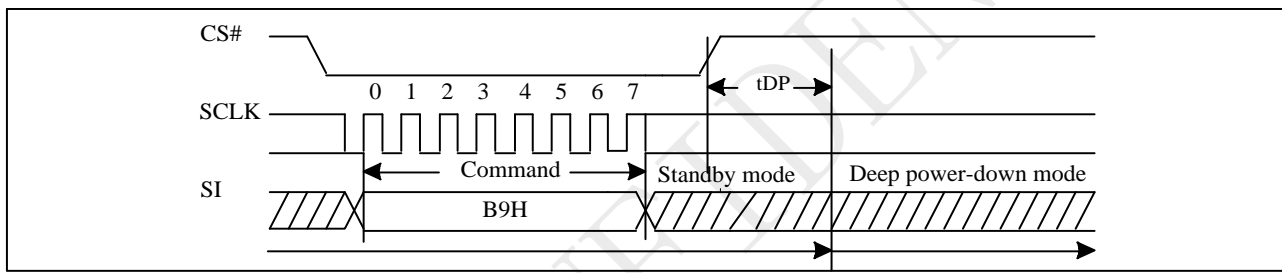 CS#
tDP
0 1 2 3 4 5 6 7
SCLK
Command
Standby mode
Deep power-down mode
SI
B9H